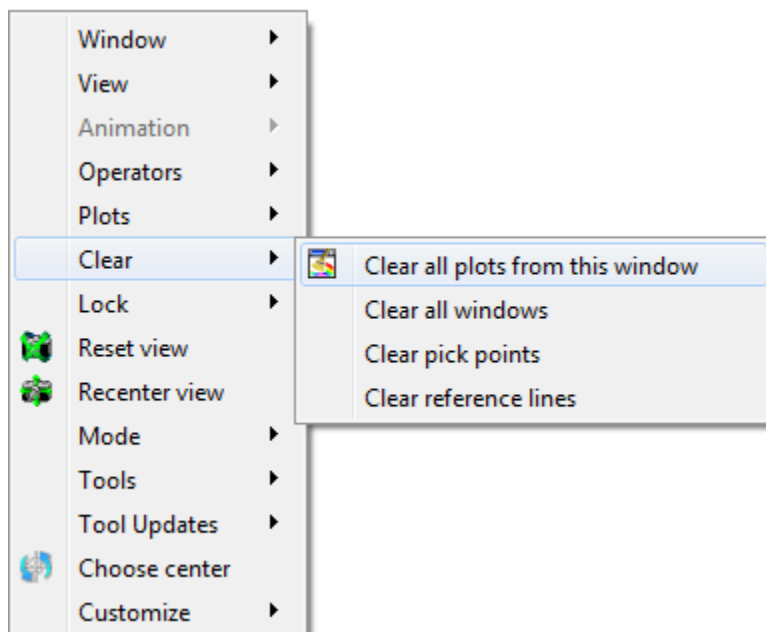 Window
View
Animation
Operators
Plots
Clear
Lock
Reset view
Recenter view
Mode
Tools
Tool Updates
Choose center
Customize
Clear all plots from this window
Clear all windows
Clear pick points
Clear reference lines